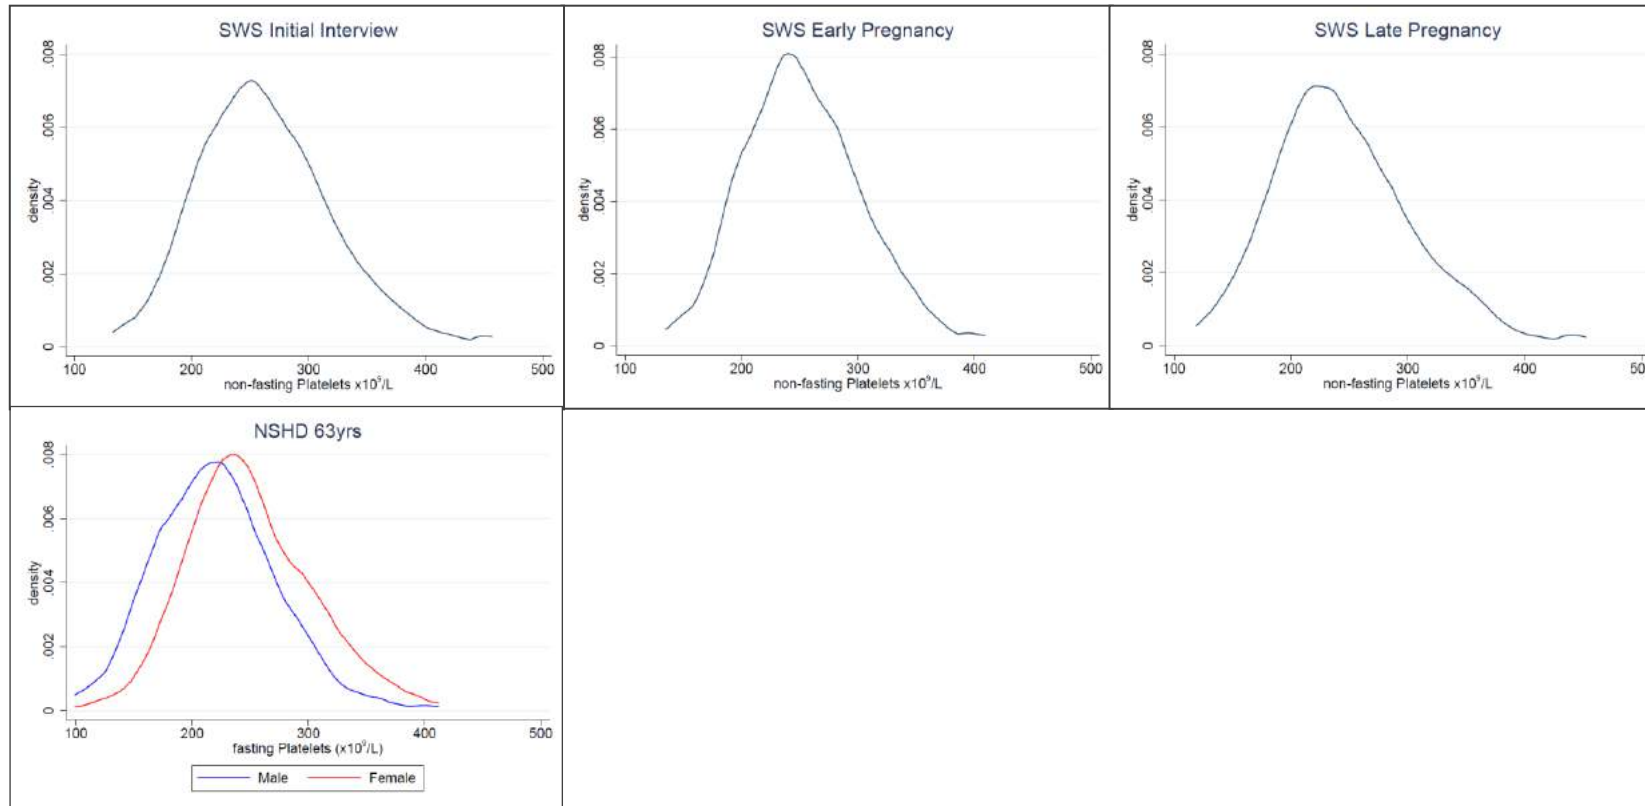 SWS Initial Interview
.008
.006
.004
.002
0
density
100 200 300 400 500
non-fasting Platelets x10⁹/L
SWS Early Pregnancy
.008
.006
.004
.002
0
density
100 200 300 400 500
non-fasting Platelets x10⁹/L
SWS Late Pregnancy
.008
.006
.004
.002
0
density
100 200 300 400 500
non-fasting Platelets x10⁹/L
NSHD 63yrs
.008
.006
.004
.002
0
density
100 200 300 400 500
fasting Platelets (x10⁹/L)
Male Female